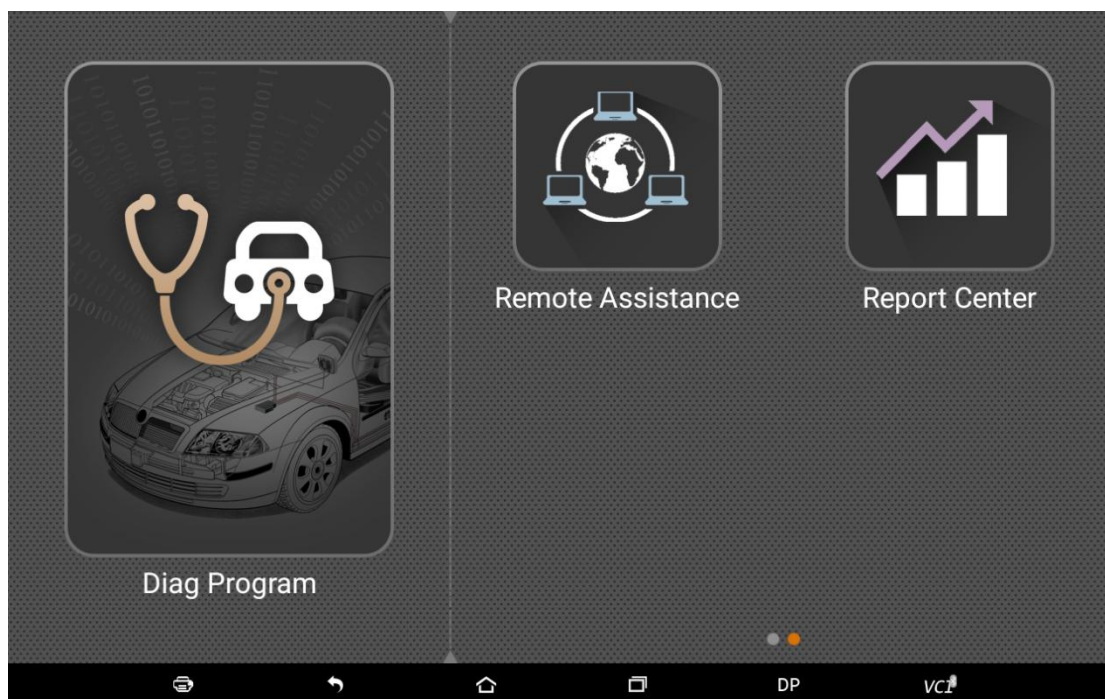 Remote Assistance
Report Center
Diag Program
DP
VCI